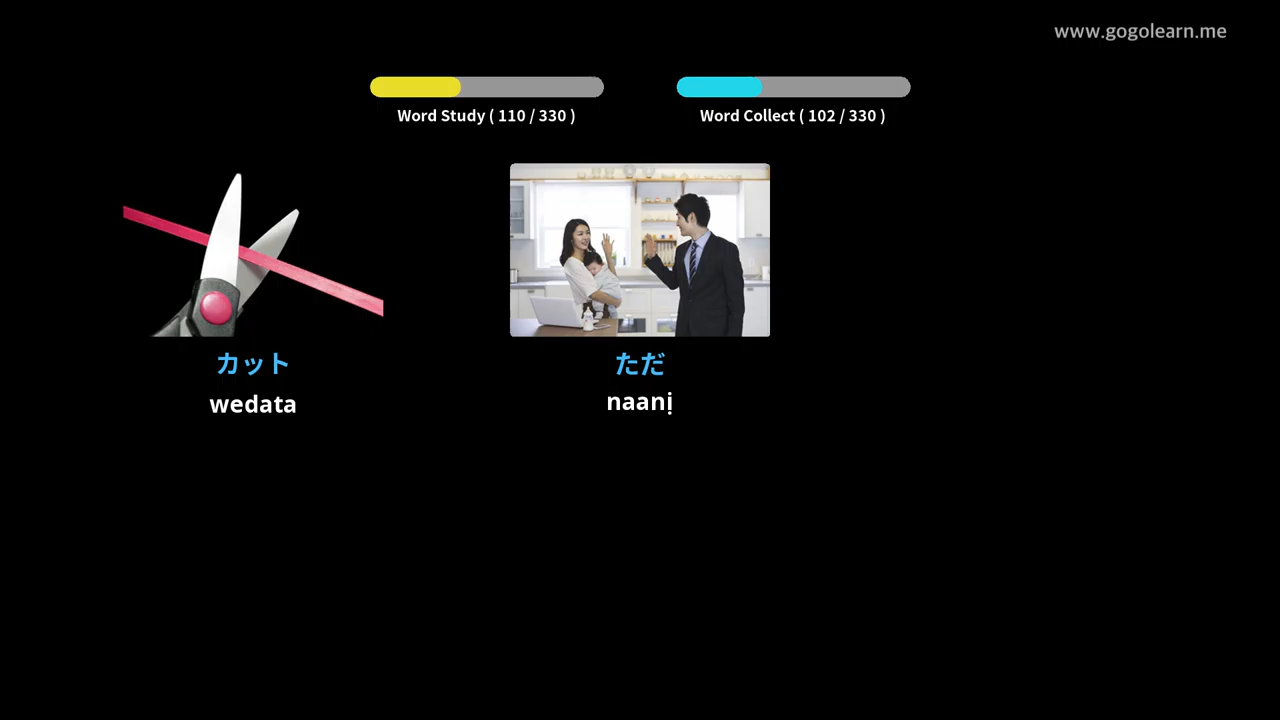 www.gogolearn.me
Word Study ( 110 / 330 )
Word Collect ( 102 / 330 )
カット
wedata
ただ
naanị